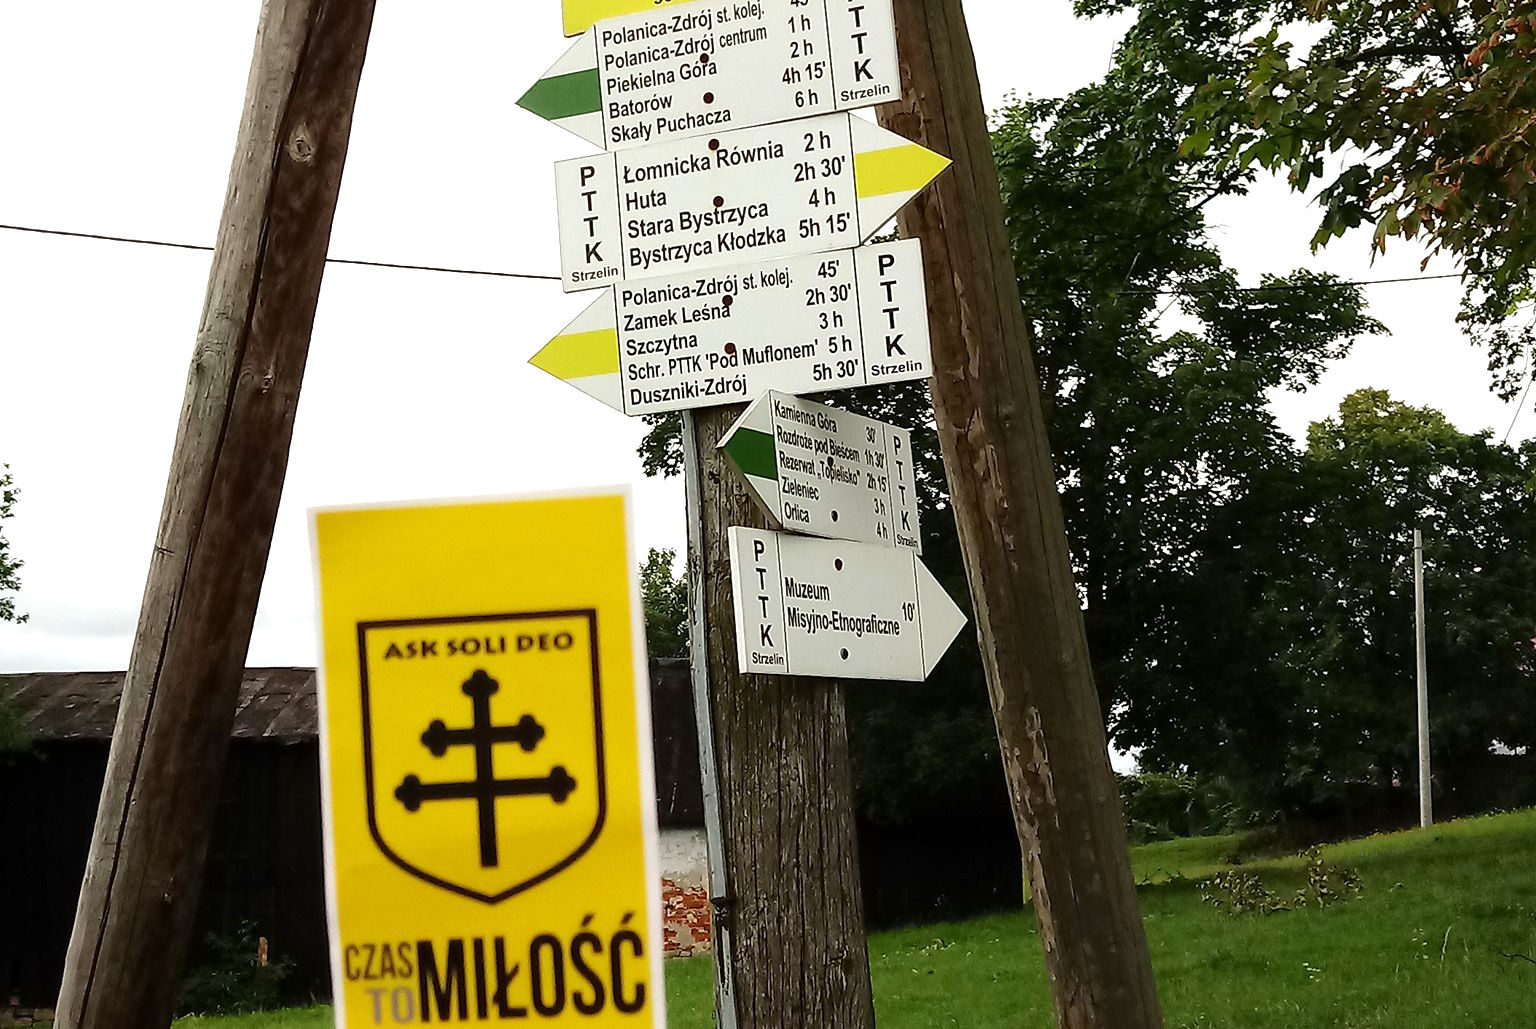 Polanica-Zdrój st. kolej. 45'
Polanica-Zdrój centrum 1 h
Piekielna Góra 2 h
Batorów 4h 15'
Skały Puchacza 6 h
PTTK
Strzelin
PTTK
Strzelin
Łomnicka Równia 2 h
Huta 2h 30'
Stara Bystrzyca 4 h
Bystrzyca Kłodzka 5h 15'
Polanica-Zdrój st. kolej. 45'
Zamek Leśna 2h 30'
Szczytna 3 h
Schr. PTTK 'Pod Muflonem' 5 h
Duszniki-Zdrój 5h 30'
PTTK
Strzelin
Kamienna Góra 30'
Rozdroże pod Bieścem 1h 30'
Rezerwat „Topielisko" 2h 15'
Zieleniec 3 h
Orlica 4 h
PTTK
Strzelin
PTTK
Strzelin
Muzeum
Misyjno-Etnograficzne 10'
ASK SOLI DEO
CZAS
TO MIŁOŚĆ